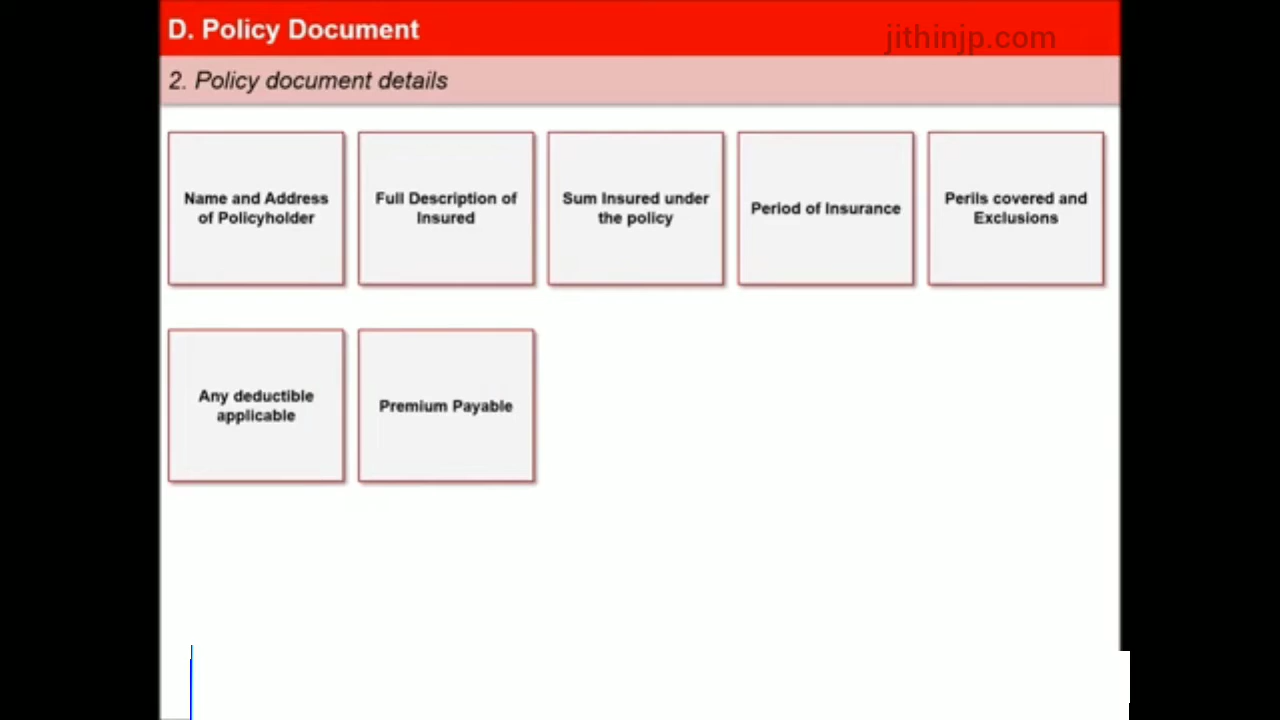 D. Policy Document
jithinjp.com
2. Policy document details
Name and Address
of Policyholder
Full Description of
Insured
Sum Insured under
the policy
Period of Insurance
Perils covered and
Exclusions
Any deductible
applicable
Premium Payable